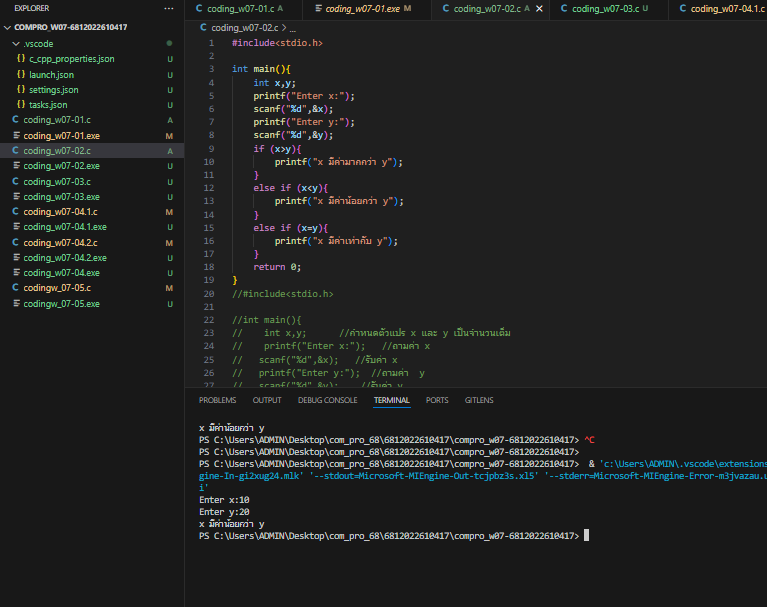 EXPLORER ...
COMPRO_W07-6812022610417
.vscode
{} c_cpp_properties.json U
{} launch.json U
{} settings.json U
{} tasks.json U
C coding_w07-01.c A
coding_w07-01.exe M
C coding_w07-02.c A
coding_w07-02.exe U
C coding_w07-03.c U
coding_w07-03.exe U
C coding_w07-04.1.c M
coding_w07-04.1.exe U
C coding_w07-04.2.c M
coding_w07-04.2.exe U
coding_w07-04.exe U
C codingw_07-05.c M
codingw_07-05.exe U
C coding_w07-01.c A coding_w07-01.exe M C coding_w07-02.c A × C coding_w07-03.c U C coding_w07-04.1.c
C coding_w07-02.c > ...
1 #include<stdio.h>
2
3 int main(){
4 int x,y;
5 printf("Enter x:");
6 scanf("%d",&x);
7 printf("Enter y:");
8 scanf("%d",&y);
9 if (x>y){
10 printf("x มีค่ามากกว่า y");
11 }
12 else if (x<y){
13 printf("x มีค่าน้อยกว่า y");
14 }
15 else if (x=y){
16 printf("x มีค่าเท่ากับ y");
17 }
18 return 0;
19 }
20 //#include<stdio.h>
21
22 //int main(){
23 // int x,y; //กำหนดตัวแปร x และ y เป็นจำนวนเต็ม
24 // printf("Enter x:"); //ถามค่า x
25 // scanf("%d",&x); //รับค่า x
26 // printf("Enter y:"); //ถามค่า y
27 // scanf("%d",&y); //รับค่า y
PROBLEMS OUTPUT DEBUG CONSOLE TERMINAL PORTS GITLENS
x มีค่าน้อยกว่า y
PS C:\Users\ADMIN\Desktop\com_pro_68\6812022610417\compro_w07-6812022610417> ^C
PS C:\Users\ADMIN\Desktop\com_pro_68\6812022610417\compro_w07-6812022610417>
PS C:\Users\ADMIN\Desktop\com_pro_68\6812022610417\compro_w07-6812022610417> & 'c:\Users\ADMIN\.vscode\extensions
gine-In-gi2xug24.mlk' '--stdout=Microsoft-MIEngine-Out-tcjpbz3s.xl5' '--stderr=Microsoft-MIEngine-Error-m3jvazau.u
i'
Enter x:10
Enter y:20
x มีค่าน้อยกว่า y
PS C:\Users\ADMIN\Desktop\com_pro_68\6812022610417\compro_w07-6812022610417>